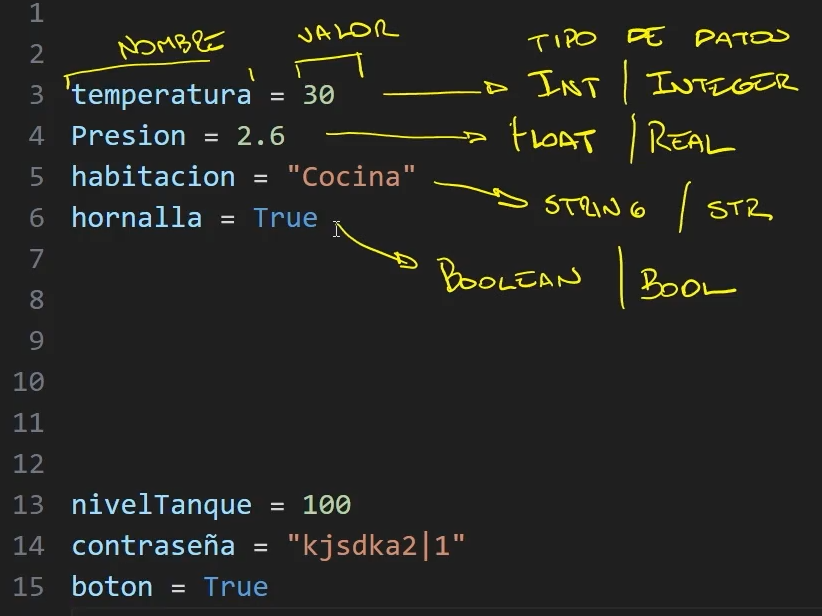 1
NOMBRE VALOR TIPO DE DATOS
2
3 temperatura = 30 INT | INTEGER
4 Presion = 2.6 FLOAT | REAL
5 habitacion = "Cocina" STRING / STR
6 hornalla = True
7 BOOLEAN | BOOL
8
9
10
11
12
13 nivelTanque = 100
14 contraseña = "kjsdka2|1"
15 boton = True